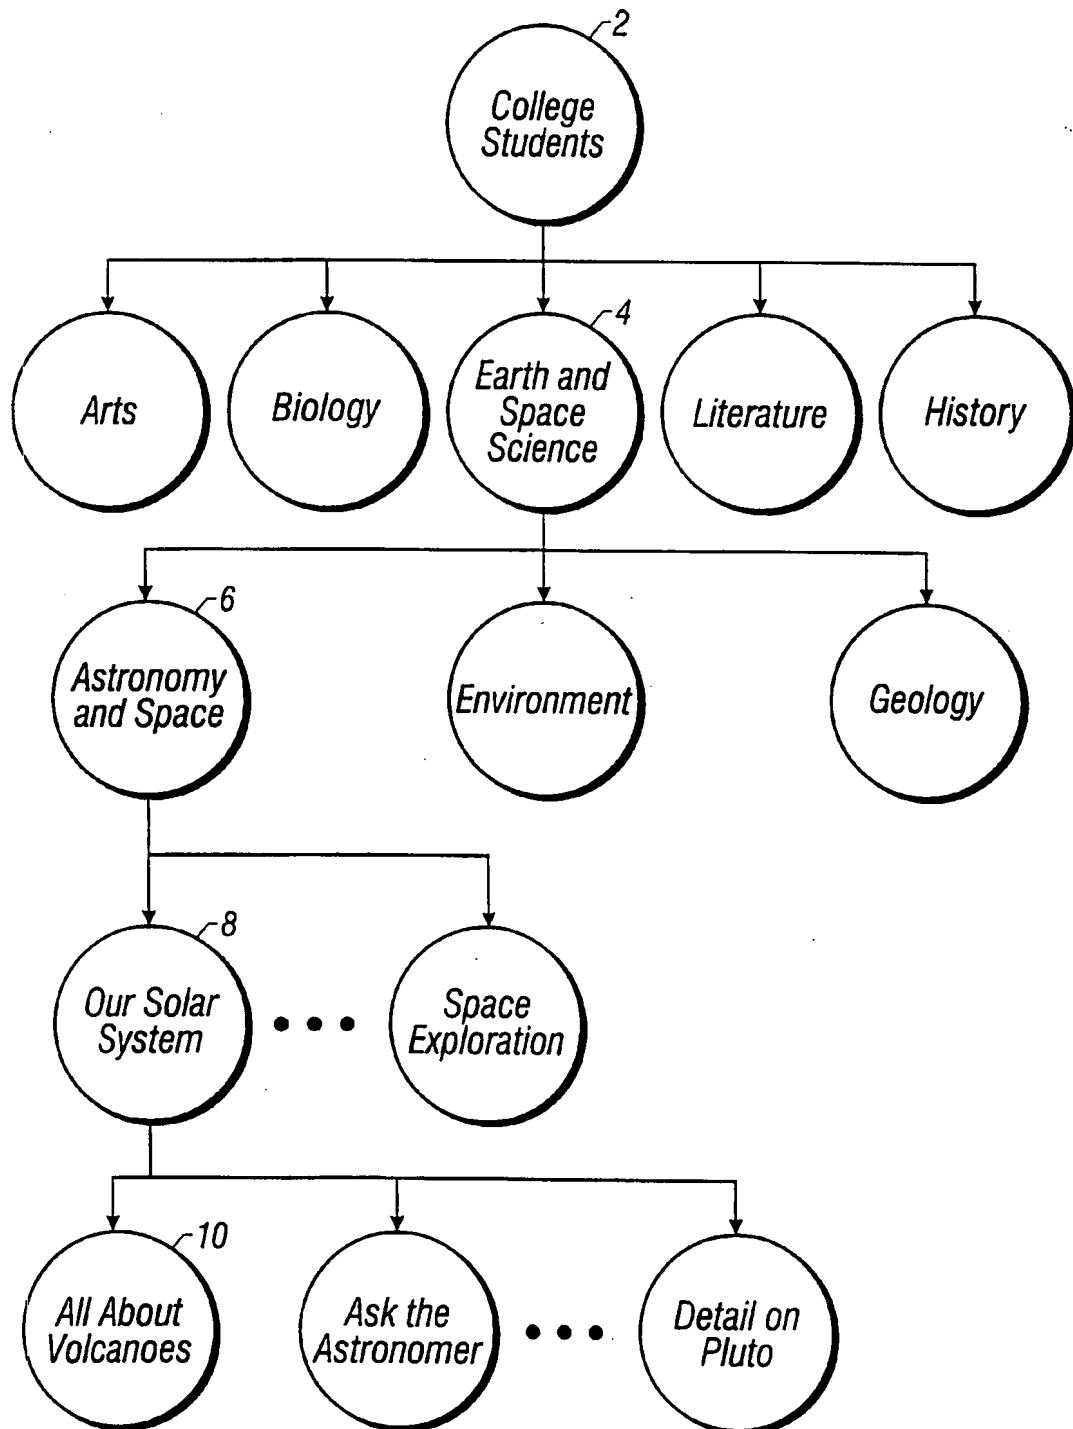 2
College
Students
4
Arts
Biology
Earth and
Space
Science
Literature
History
6
Astronomy
and Space
Environment
Geology
8
Our Solar
System
Space
Exploration
10
All About
Volcanoes
Ask the
Astronomer
Detail on
Pluto